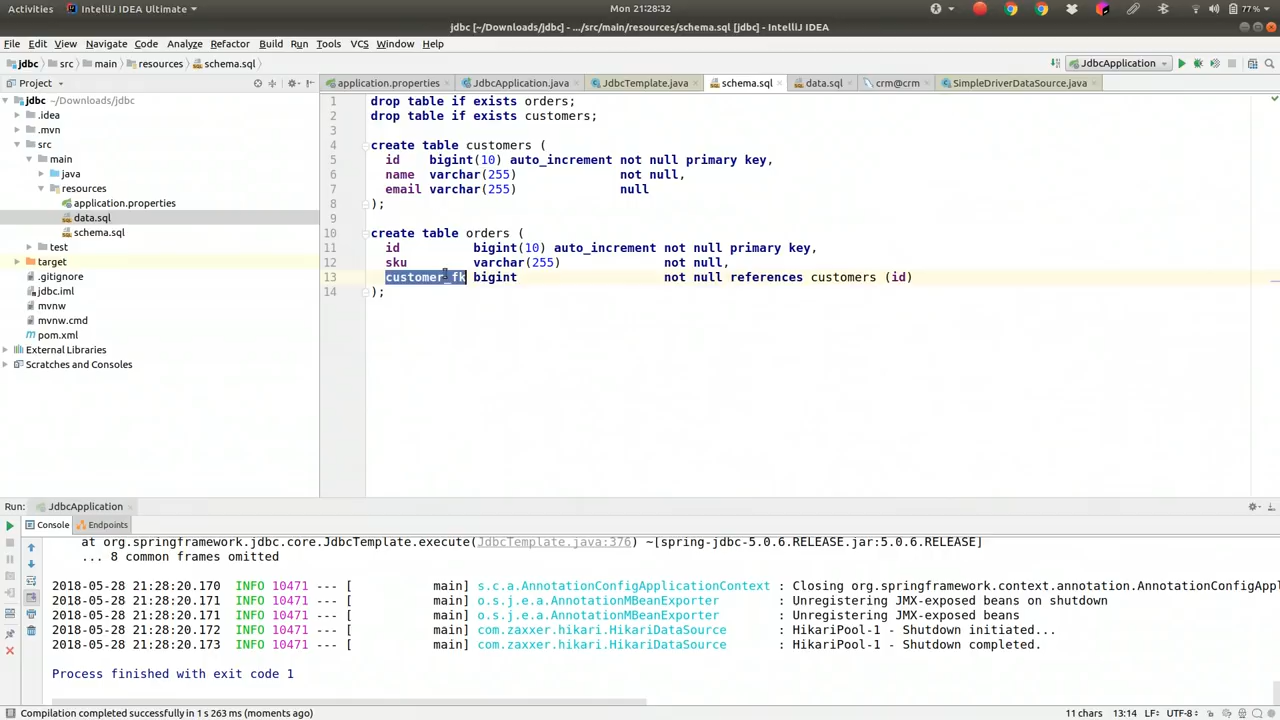 Activities IntelliJ IDEA Ultimate Mon 21:28:32 77 %
jdbc [~/Downloads/jdbc] - .../src/main/resources/schema.sql [jdbc] - IntelliJ IDEA
File Edit View Navigate Code Analyze Refactor Build Run Tools VCS Window Help
jdbc src main resources schema.sql JdbcApplication
Project application.properties JdbcApplication.java JdbcTemplate.java schema.sql data.sql crm@crm SimpleDriverDataSource.java
jdbc ~/Downloads/jdbc
.idea
.mvn
src
main
java
resources
application.properties
data.sql
schema.sql
test
target
.gitignore
jdbc.iml
mvnw
mvnw.cmd
pom.xml
External Libraries
Scratches and Consoles
1 drop table if exists orders;
2 drop table if exists customers;
3
4 create table customers (
5 id bigint(10) auto_increment not null primary key,
6 name varchar(255) not null,
7 email varchar(255) null
8 );
9
10 create table orders (
11 id bigint(10) auto_increment not null primary key,
12 sku varchar(255) not null,
13 customer_fk bigint not null references customers (id)
14 );
Run: JdbcApplication
Console Endpoints
at org.springframework.jdbc.core.JdbcTemplate.execute(JdbcTemplate.java:376) ~[spring-jdbc-5.0.6.RELEASE.jar:5.0.6.RELEASE]
... 8 common frames omitted
2018-05-28 21:28:20.170 INFO 10471 --- [ main] s.c.a.AnnotationConfigApplicationContext : Closing org.springframework.context.annotation.AnnotationConfigAppl
2018-05-28 21:28:20.171 INFO 10471 --- [ main] o.s.j.e.a.AnnotationMBeanExporter : Unregistering JMX-exposed beans on shutdown
2018-05-28 21:28:20.171 INFO 10471 --- [ main] o.s.j.e.a.AnnotationMBeanExporter : Unregistering JMX-exposed beans
2018-05-28 21:28:20.172 INFO 10471 --- [ main] com.zaxxer.hikari.HikariDataSource : HikariPool-1 - Shutdown initiated...
2018-05-28 21:28:20.173 INFO 10471 --- [ main] com.zaxxer.hikari.HikariDataSource : HikariPool-1 - Shutdown completed.
Process finished with exit code 1
Compilation completed successfully in 1 s 263 ms (moments ago) 11 chars 13:14 LF UTF-8